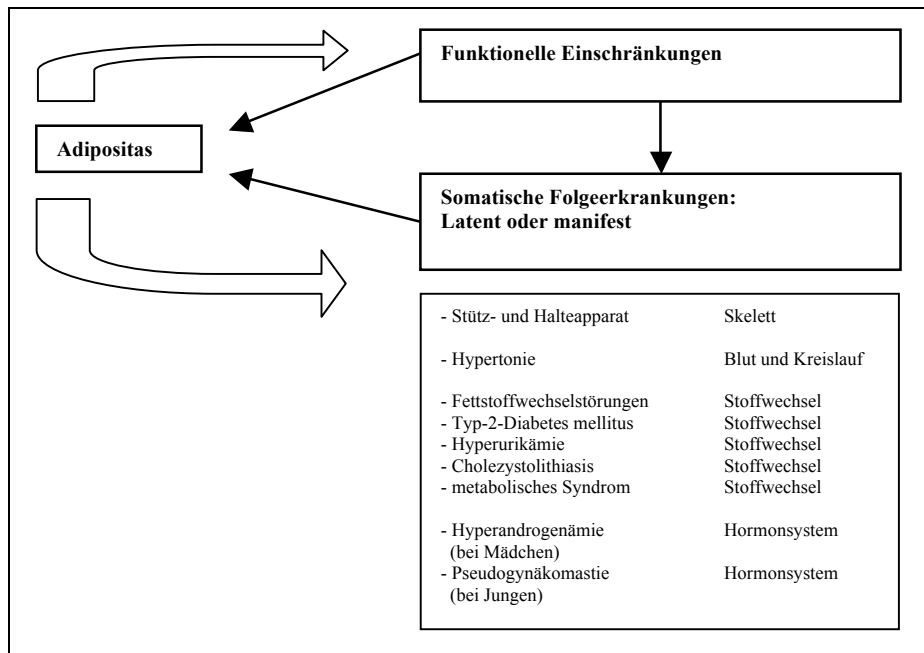 Funktionelle Einschränkungen
Adipositas
Somatische Folgeerkrankungen:
Latent oder manifest
- Stütz- und Halteapparat Skelett
- Hypertonie Blut und Kreislauf
- Fettstoffwechselstörungen Stoffwechsel
- Typ-2-Diabetes mellitus Stoffwechsel
- Hyperurikämie Stoffwechsel
- Cholezystolithiasis Stoffwechsel
- metabolisches Syndrom Stoffwechsel
- Hyperandrogenämie Hormonsystem
(bei Mädchen)
- Pseudogynäkomastie Hormonsystem
(bei Jungen)